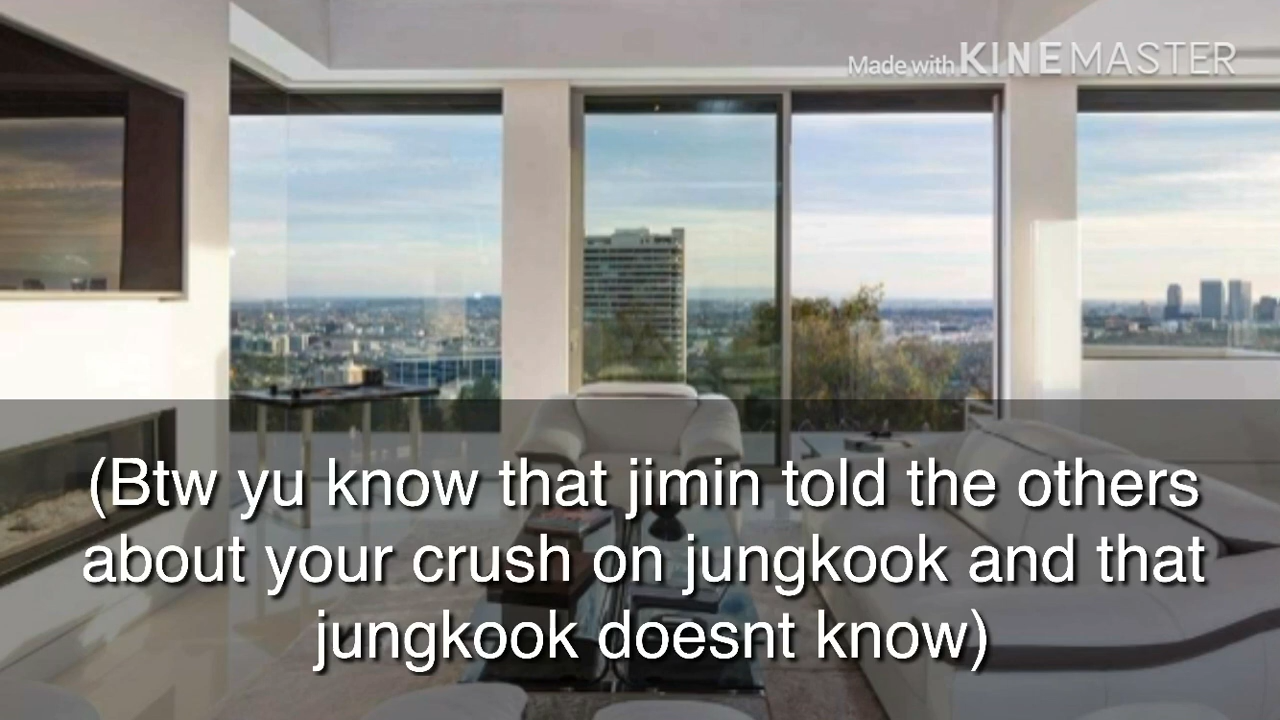 Made with KINEMASTER
(Btw yu know that jimin told the others
about your crush on jungkook and that
jungkook doesnt know)